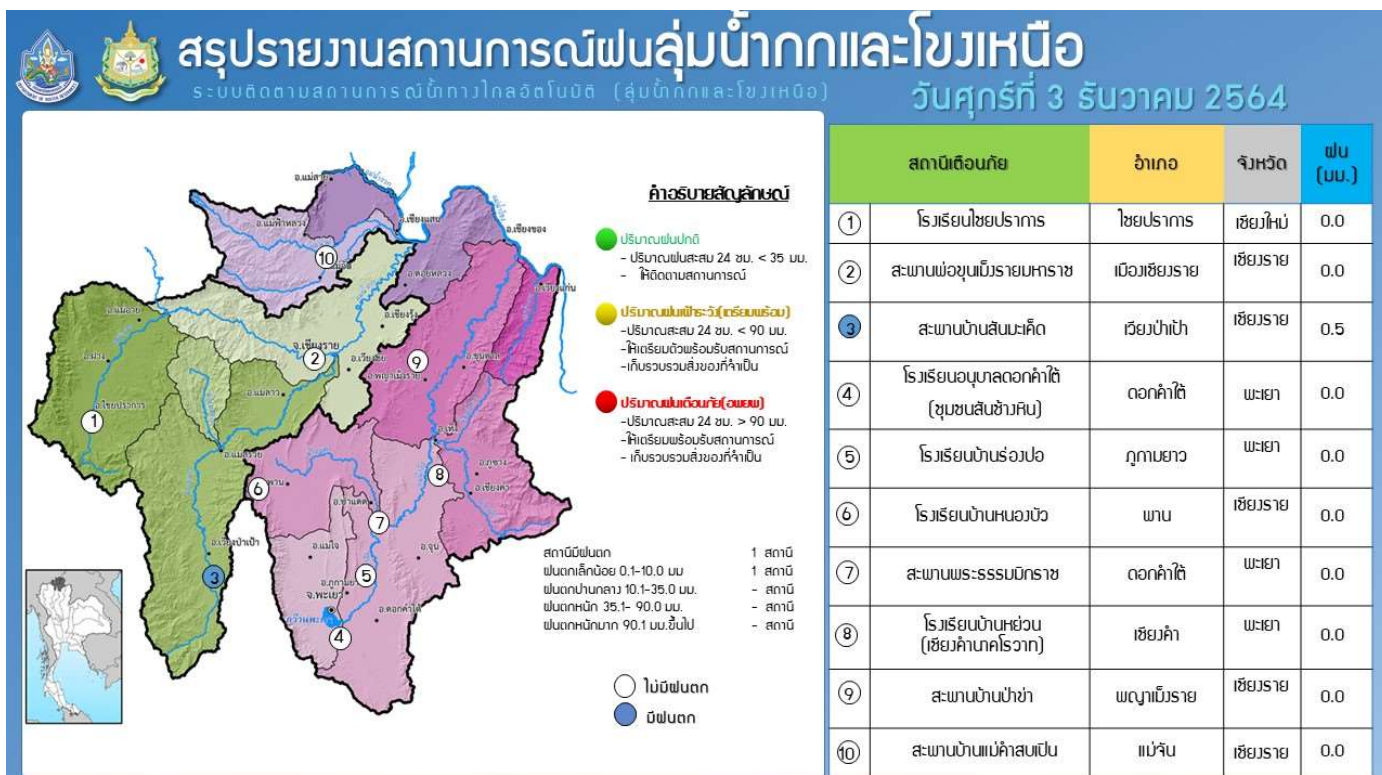 สรุปรายงานสถานการณ์ฝนลุ่มน้ำกกและโขงเหนือ
ระบบติดตามสถานการณ์น้ำทางไกลอัตโนมัติ (ลุ่มน้ำกกและโขงเหนือ)
วันศุกร์ที่ 3 ธันวาคม 2564
คำอธิบายสัญลักษณ์
ปริมาณฝนปกติ
- ปริมาณฝนสะสม 24 ชม. < 35 มม.
- ให้ติดตามสถานการณ์
ปริมาณฝนเฝ้าระวัง(เตรียมพร้อม)
-ปริมาณสะสม 24 ชม. < 90 มม.
-ให้เตรียมตัวพร้อมรับสถานการณ์
-เก็บรวบรวมสิ่งของที่จำเป็น
ปริมาณฝนเตือนภัย(อพยพ)
-ปริมาณสะสม 24 ชม. > 90 มม.
-ให้เตรียมพร้อมรับสถานการณ์
- เก็บรวบรวมสิ่งของที่จำเป็น
อ.แม่สาย
อ.แม่ฟ้าหลวง
อ.เชียงแสน
อ.เชียงของ
10
อ.ดอยหลวง
อ.เวียงแก่น
อ.แม่อาย
อ.เชียงรุ้ง
จ.เชียงราย
2
อ.ฝาง
9
อ.ขุนตาล
อ.พญาเม็งราย
อ.แม่ลาว
อ.ไชยปราการ
1
อ.เทิง
อ.แม่สรวย
อ.ภูซาง
8
6
อ.เชียงคำ
7
อ.เวียงป่าเป้า
อ.แม่ใจ
อ.จุน
3
5
จ.พะเยา
อ.ดอกคำใต้
กว๊านพะเยา
4
สถานีมีฝนตก 1 สถานี
ฝนตกเล็กน้อย 0.1-10.0 มม 1 สถานี
ฝนตกปานกลาง 10.1-35.0 มม. - สถานี
ฝนตกหนัก 35.1- 90.0 มม. - สถานี
ฝนตกหนักมาก 90.1 มม.ขึ้นไป - สถานี
ไม่มีฝนตก
มีฝนตก
สถานีเตือนภัย อำเภอ จังหวัด ฝน (มม.)
1 โรงเรียนไชยปราการ ไชยปราการ เชียงใหม่ 0.0
2 สะพานพ่อขุนเม็งรายมหาราช เมืองเชียงราย เชียงราย 0.0
3 สะพานบ้านสันมะเค็ด เวียงป่าเป้า เชียงราย 0.5
4 โรงเรียนอนุบาลดอกคำใต้ (ชุมชนสันช้างหิน) ดอกคำใต้ พะเยา 0.0
5 โรงเรียนบ้านร่องปอ ภูกามยาว พะเยา 0.0
6 โรงเรียนบ้านหนองบัว พาน เชียงราย 0.0
7 สะพานพระธรรมมิกราช ดอกคำใต้ พะเยา 0.0
8 โรงเรียนบ้านหย่วน (เชียงคำนาคโรวาท) เชียงคำ พะเยา 0.0
9 สะพานบ้านป่าข่า พญาเม็งราย เชียงราย 0.0
10 สะพานบ้านแม่คำสบเปิน แม่จัน เชียงราย 0.0